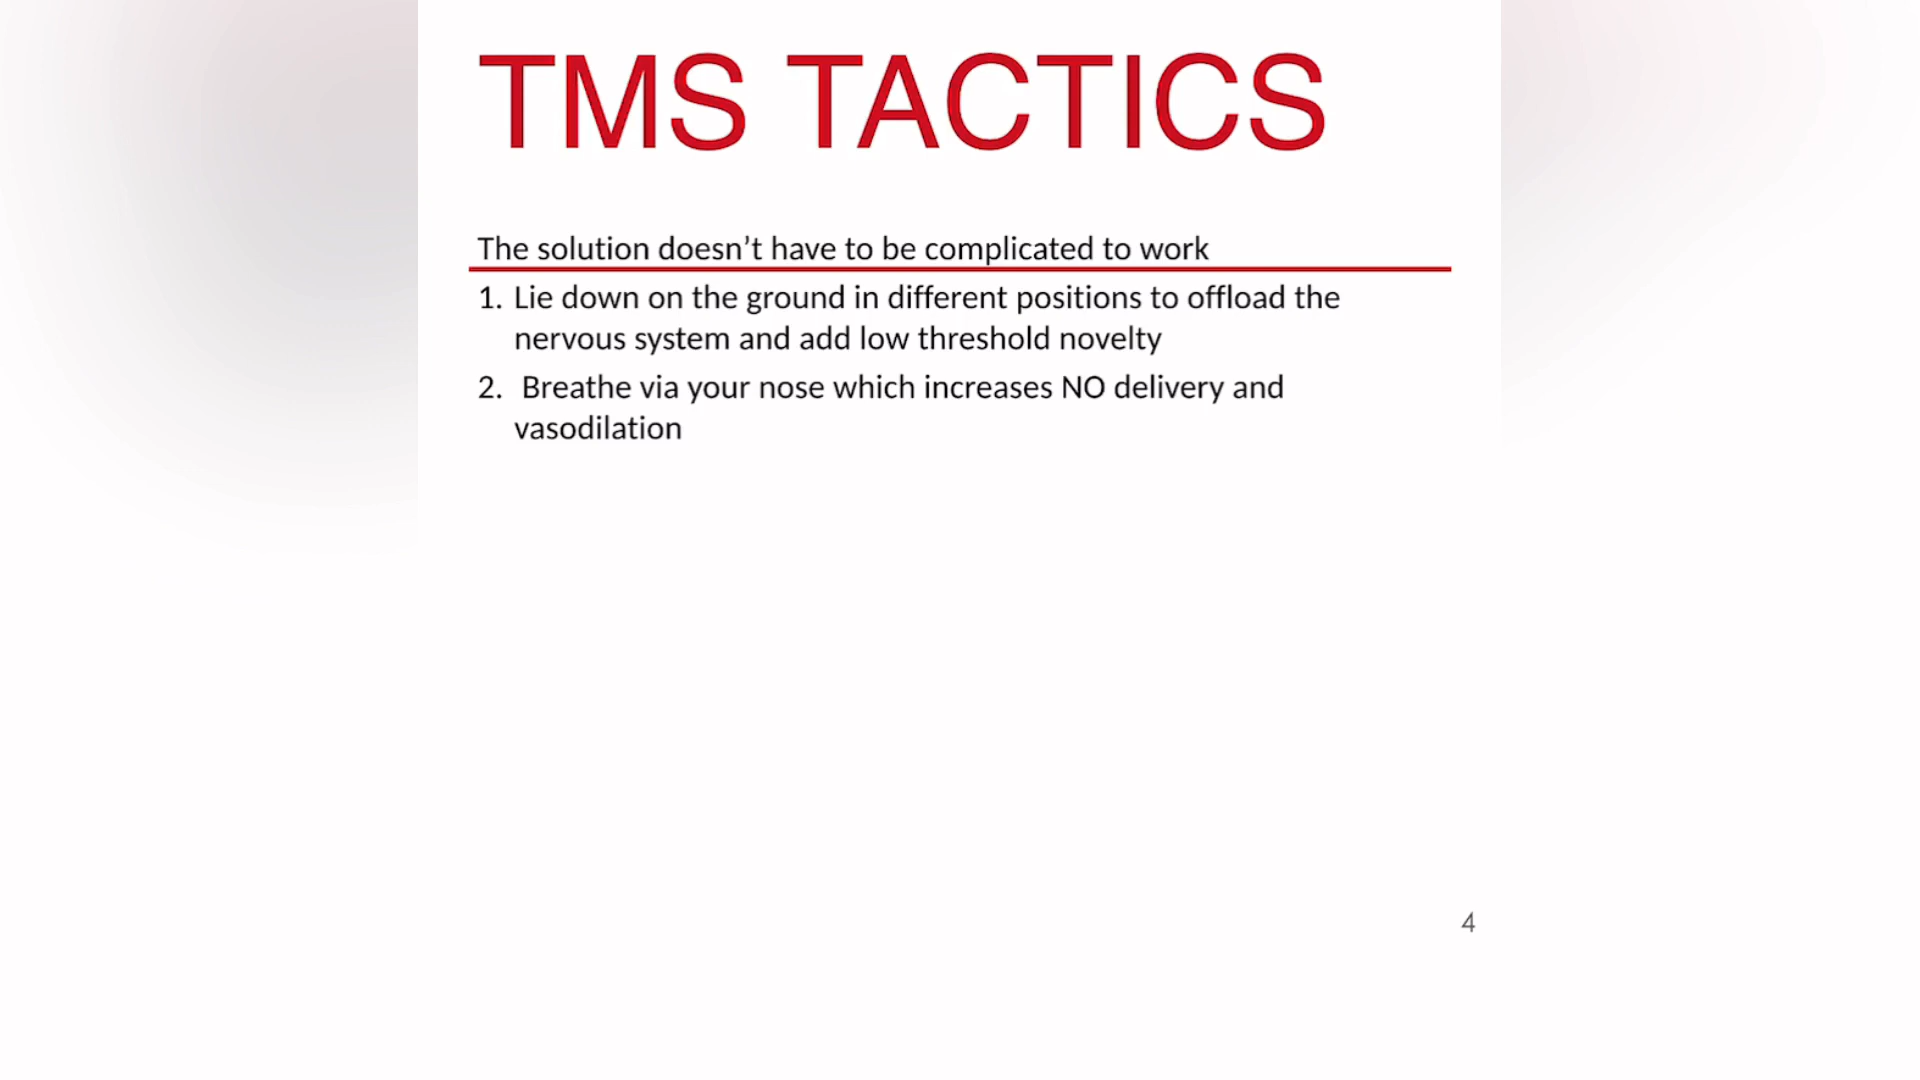 TMS TACTICS
The solution doesn’t have to be complicated to work
1. Lie down on the ground in different positions to offload the
nervous system and add low threshold novelty
2. Breathe via your nose which increases NO delivery and
vasodilation
4